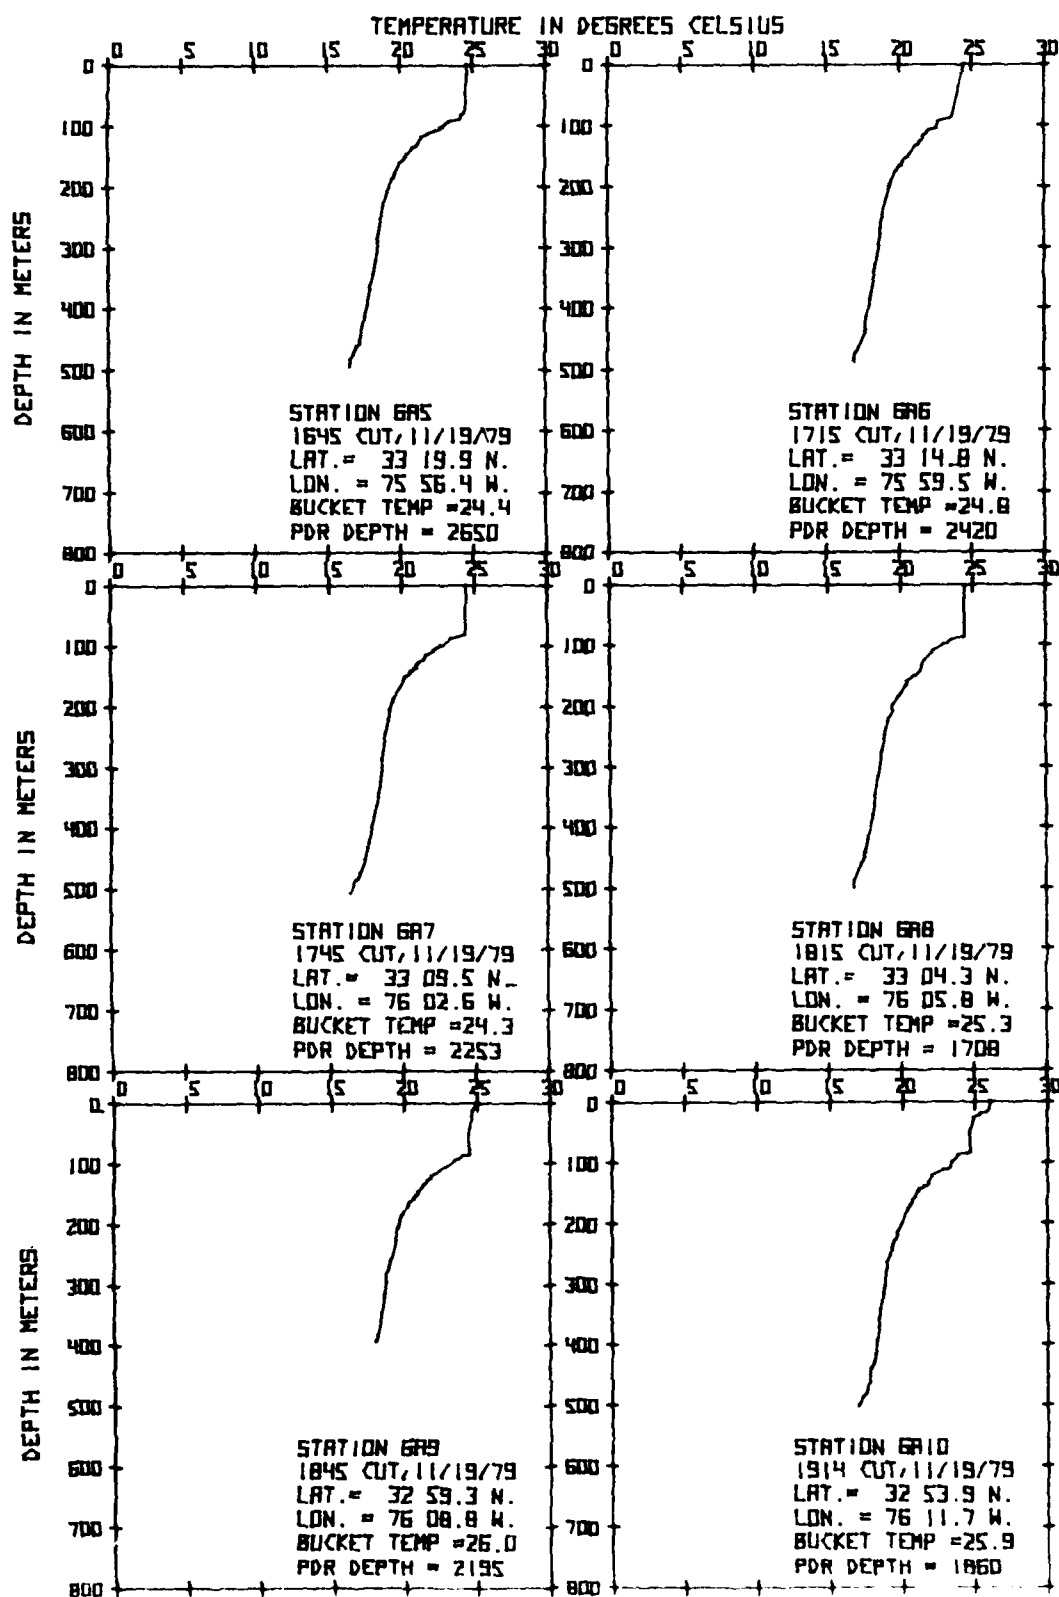 TEMPERATURE IN DEGREES CELSIUS
0 5 10 15 20 25 30
0 5 10 15 20 25 30
DEPTH IN METERS
0
100
200
300
400
500
600
700
800
STATION 6A5
1645 CUT, 11/19/79
LAT.= 33 19.9 N.
LON. = 75 56.4 W.
BUCKET TEMP =24.4
PDR DEPTH = 2650
0
100
200
300
400
500
600
700
800
STATION 6A6
1715 CUT, 11/19/79
LAT.= 33 14.8 N.
LON. = 75 59.5 W.
BUCKET TEMP =24.8
PDR DEPTH = 2420
0 5 10 15 20 25 30
0 5 10 15 20 25 30
DEPTH IN METERS
0
100
200
300
400
500
600
700
800
STATION 6A7
1745 CUT, 11/19/79
LAT.= 33 09.5 N.
LON. = 76 02.6 W.
BUCKET TEMP =24.3
PDR DEPTH = 2253
0
100
200
300
400
500
600
700
800
STATION 6A8
1815 CUT, 11/19/79
LAT.= 33 04.3 N.
LON. = 76 05.8 W.
BUCKET TEMP =25.3
PDR DEPTH = 1708
0 5 10 15 20 25 30
0 5 10 15 20 25 30
DEPTH IN METERS
0
100
200
300
400
500
600
700
800
STATION 6A9
1845 CUT, 11/19/79
LAT.= 32 59.3 N.
LON. = 76 08.8 W.
BUCKET TEMP =26.0
PDR DEPTH = 2195
0
100
200
300
400
500
600
700
800
STATION 6A10
1914 CUT, 11/19/79
LAT.= 32 53.9 N.
LON. = 76 11.7 W.
BUCKET TEMP =25.9
PDR DEPTH = 1860